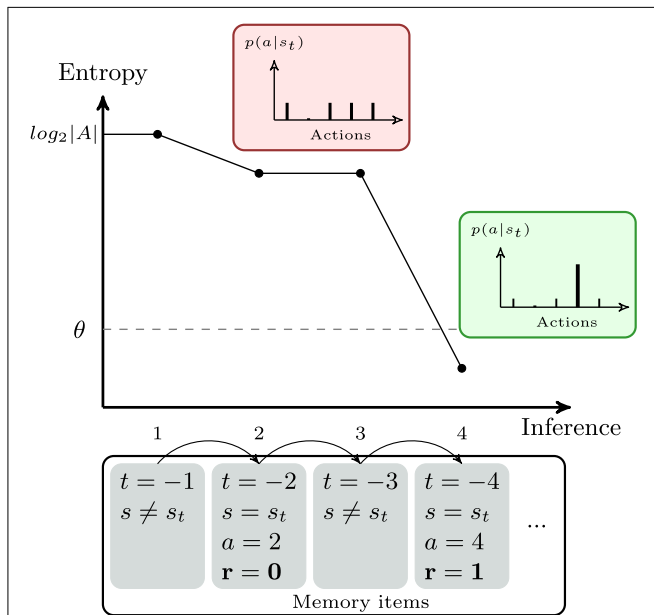 p(a|s_t)
Actions
Entropy
log_2|A|
p(a|s_t)
Actions
θ
1 2 3 4
Inference
t = −1 t = −2 t = −3 t = −4
s ≠ s_t s = s_t s ≠ s_t s = s_t
...
a = 2 a = 4
r = 0 r = 1
Memory items